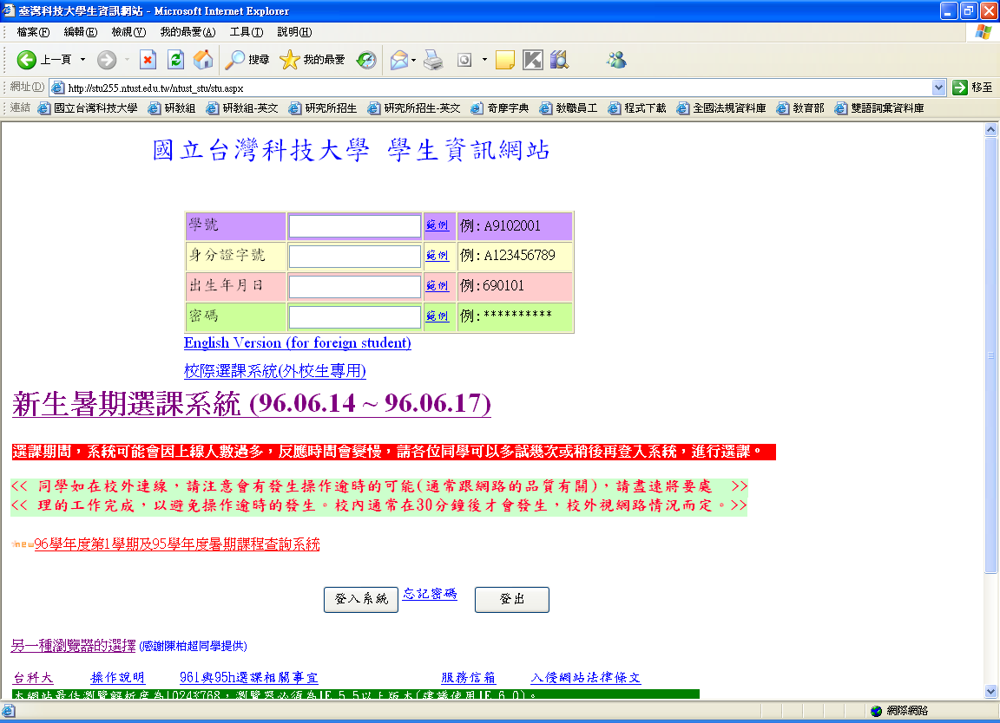 臺灣科技大學生資訊網站 - Microsoft Internet Explorer
檔案(F) 編輯(E) 檢視(V) 我的最愛(A) 工具(T) 說明(H)
上一頁 搜尋 我的最愛
網址(D) http://stu255.ntust.edu.tw/ntust_stu/stu.aspx 移至
連結 國立台灣科技大學 研教組 研教組-英文 研究所招生 研究所招生-英文 奇摩字典 教職員工 程式下載 全國法規資料庫 教育部 雙語詞彙資料庫
國立台灣科技大學 學生資訊網站
學號 範例 例: A9102001
身分證字號 範例 例: A123456789
出生年月日 範例 例:690101
密碼 範例 例:**********
English Version (for foreign student)
校際選課系統(外校生專用)
新生暑期選課系統 (96.06.14 ~ 96.06.17)
選課期間，系統可能會因上線人數過多，反應時間會變慢，請各位同學可以多試幾次或稍後再登入系統，進行選課。
<< 同學如在校外連線，請注意會有發生操作逾時的可能(通常跟網路的品質有關)，請盡速將要處 >>
<< 理的工作完成，以避免操作逾時的發生。校內通常在30分鐘後才會發生，校外視網路情況而定。>>
new 96學年度第1學期及95學年度暑期課程查詢系統
登入系統 忘記密碼 登出
另一種瀏覽器的選擇 (感謝陳柏超同學提供)
台科大 操作說明 961與95h選課相關事宜 服務信箱 入侵網站法律條文
本網站最佳瀏覽解析度為1024*768，瀏覽器必須為IE 5.5以上版本(建議使用IE 6.0)。
網際網路